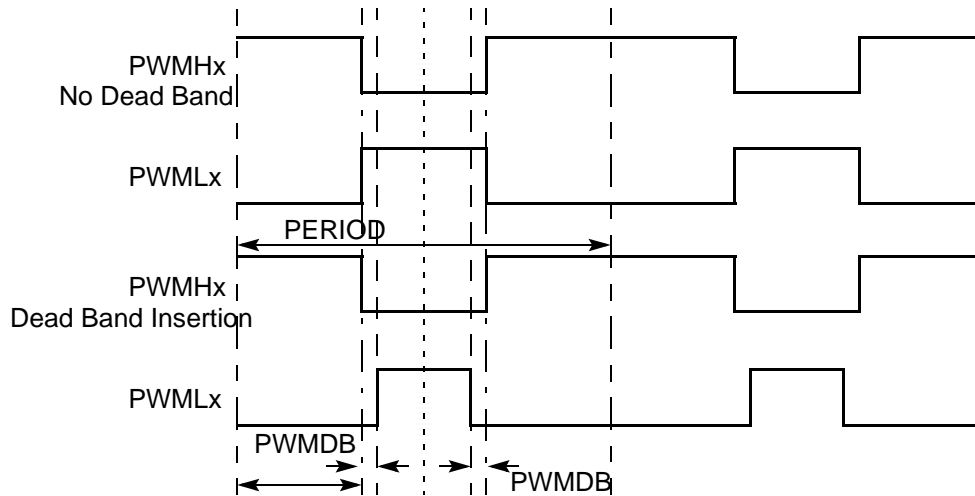 PWMHx
No Dead Band
PWMLx
PERIOD
PWMHx
Dead Band Insertion
PWMLx
PWMDB
PWMDB